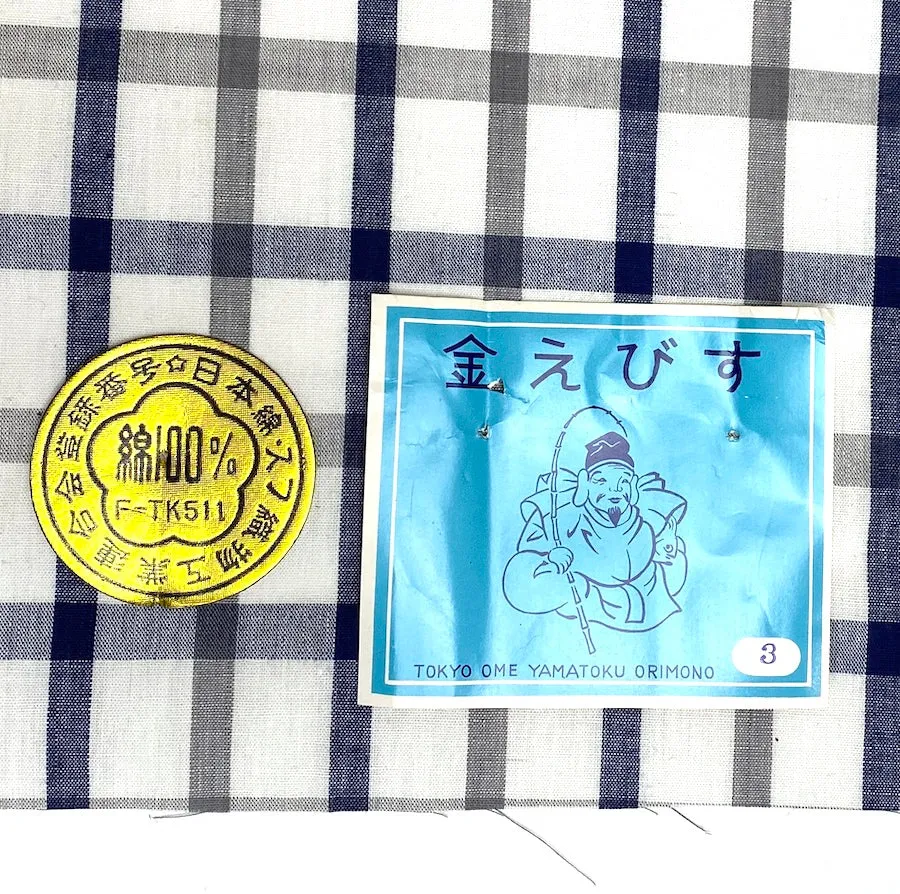 日本綿・スフ織物工業連合会登録番号☆
綿100%
F-TK511
金えびす
TOKYO OME YAMATOKU ORIMONO
3